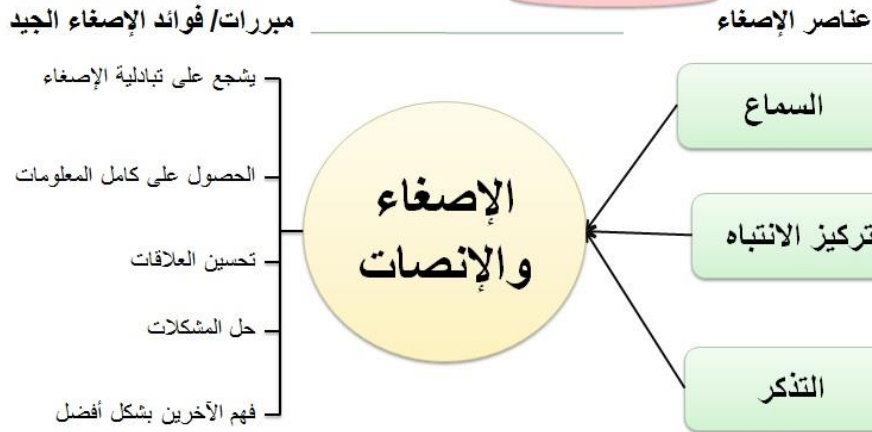 عناصر الإصغاء
مبررات/ فوائد الإصغاء الجيد
السماع
تركيز الانتباه
التذكر
الإصغاء
والإنصات
يشجع على تبادلية الإصغاء
الحصول على كامل المعلومات
تحسين العلاقات
حل المشكلات
فهم الآخرين بشكل أفضل